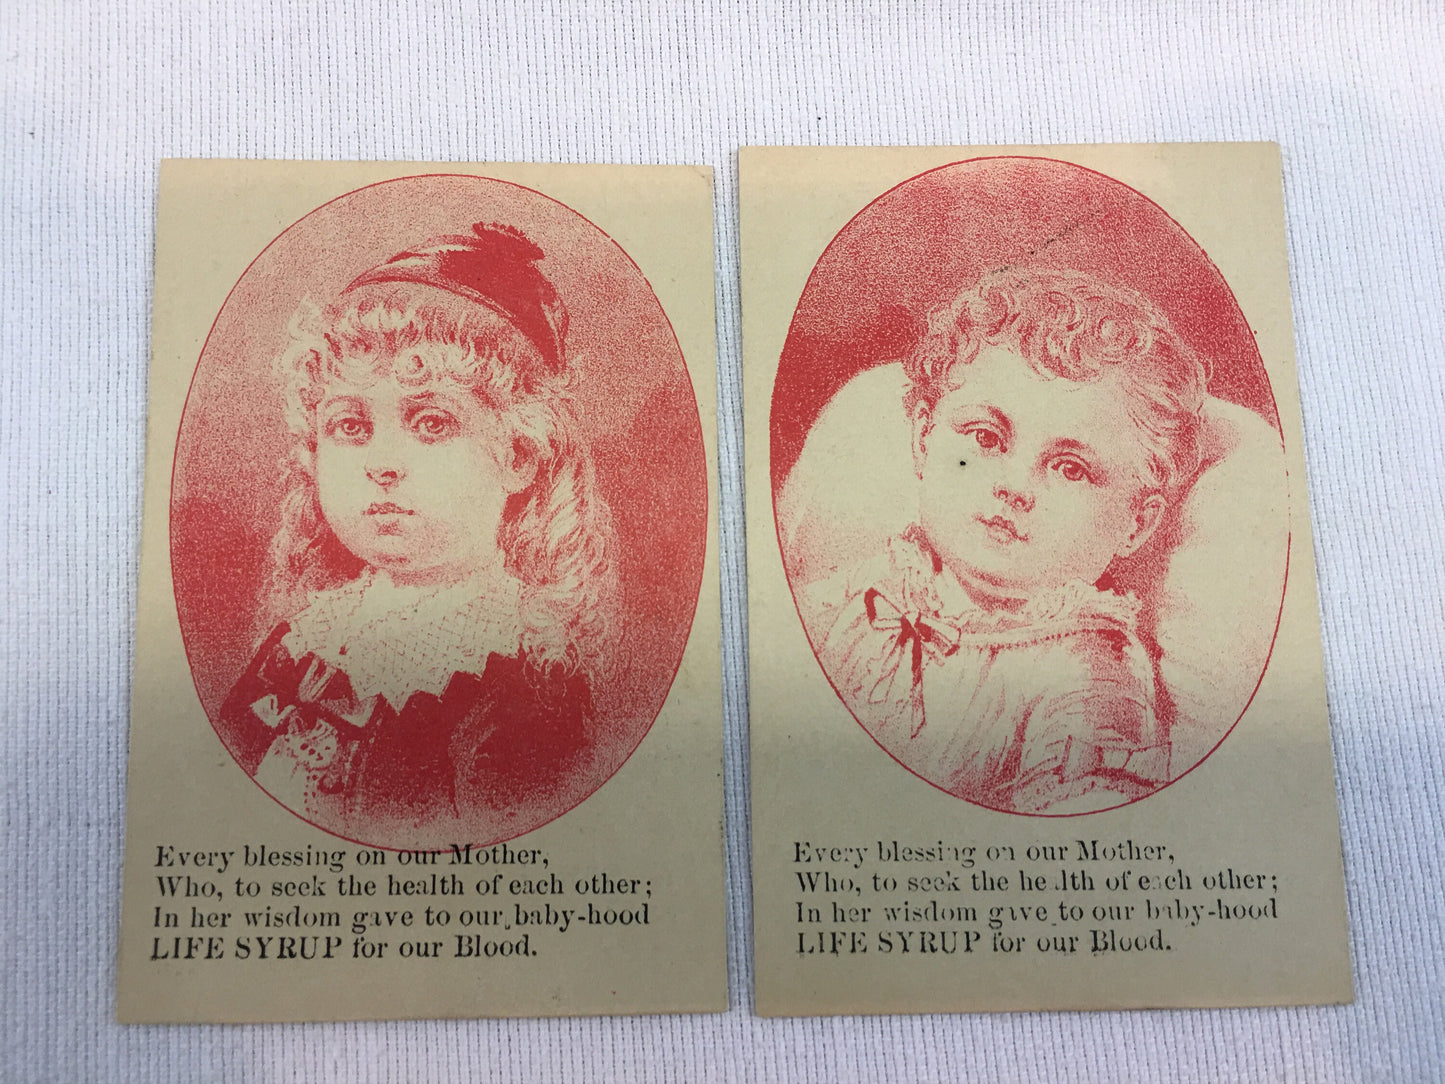 Every blessing on our Mother,
Who, to seek the health of each other;
In her wisdom gave to our baby-hood
LIFE SYRUP for our Blood.
Every blessing on our Mother,
Who, to seek the health of each other;
In her wisdom gave to our baby-hood
LIFE SYRUP for our Blood.